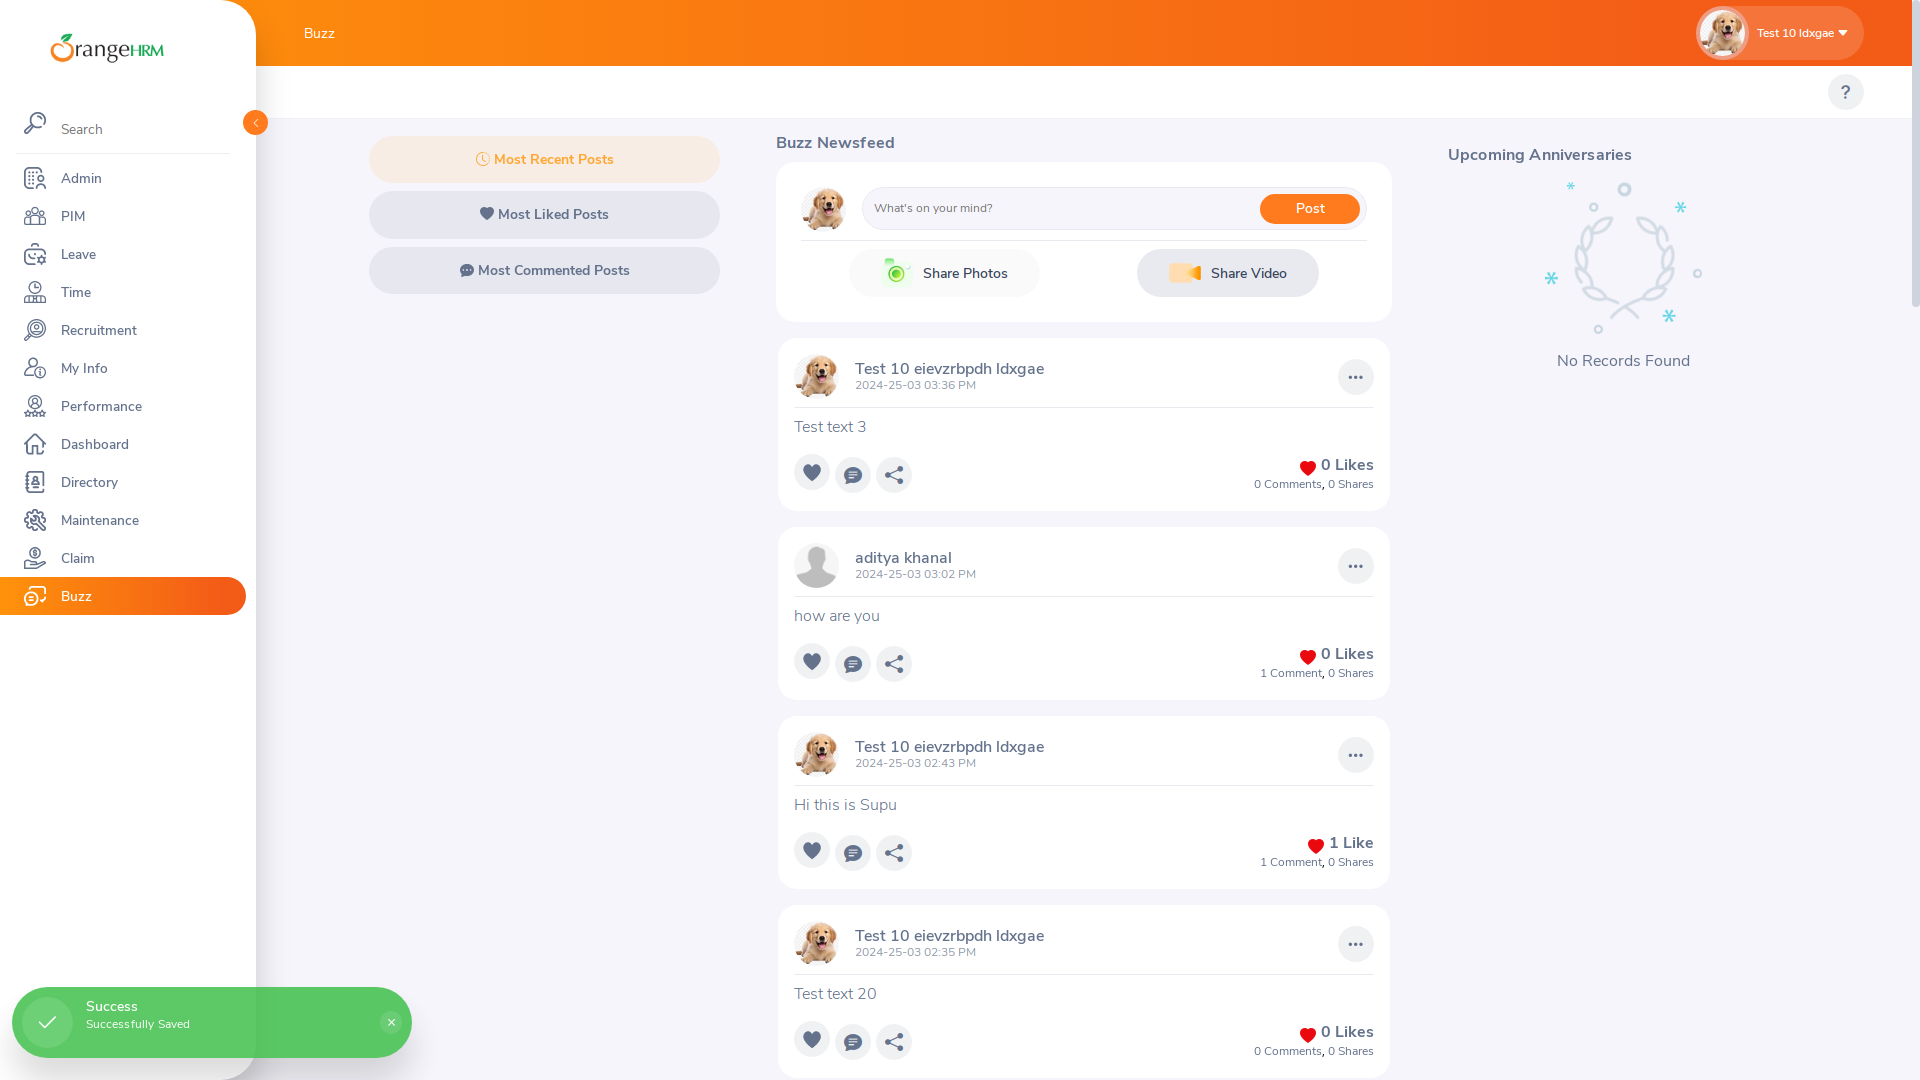 OrangeHRM
Search
Admin
PIM
Leave
Time
Recruitment
My Info
Performance
Dashboard
Directory
Maintenance
Claim
Buzz
Buzz
Test 10 ldxgae
?
Most Recent Posts
Most Liked Posts
Most Commented Posts
Buzz Newsfeed
What's on your mind?
Post
Share Photos
Share Video
Test 10 eievzrbpdh ldxgae
2024-25-03 03:36 PM
Test text 3
0 Likes
0 Comments, 0 Shares
aditya khanal
2024-25-03 03:02 PM
how are you
0 Likes
1 Comment, 0 Shares
Test 10 eievzrbpdh ldxgae
2024-25-03 02:43 PM
Hi this is Supu
1 Like
1 Comment, 0 Shares
Test 10 eievzrbpdh ldxgae
2024-25-03 02:35 PM
Test text 20
0 Likes
0 Comments, 0 Shares
Upcoming Anniversaries
No Records Found
Success
Successfully Saved